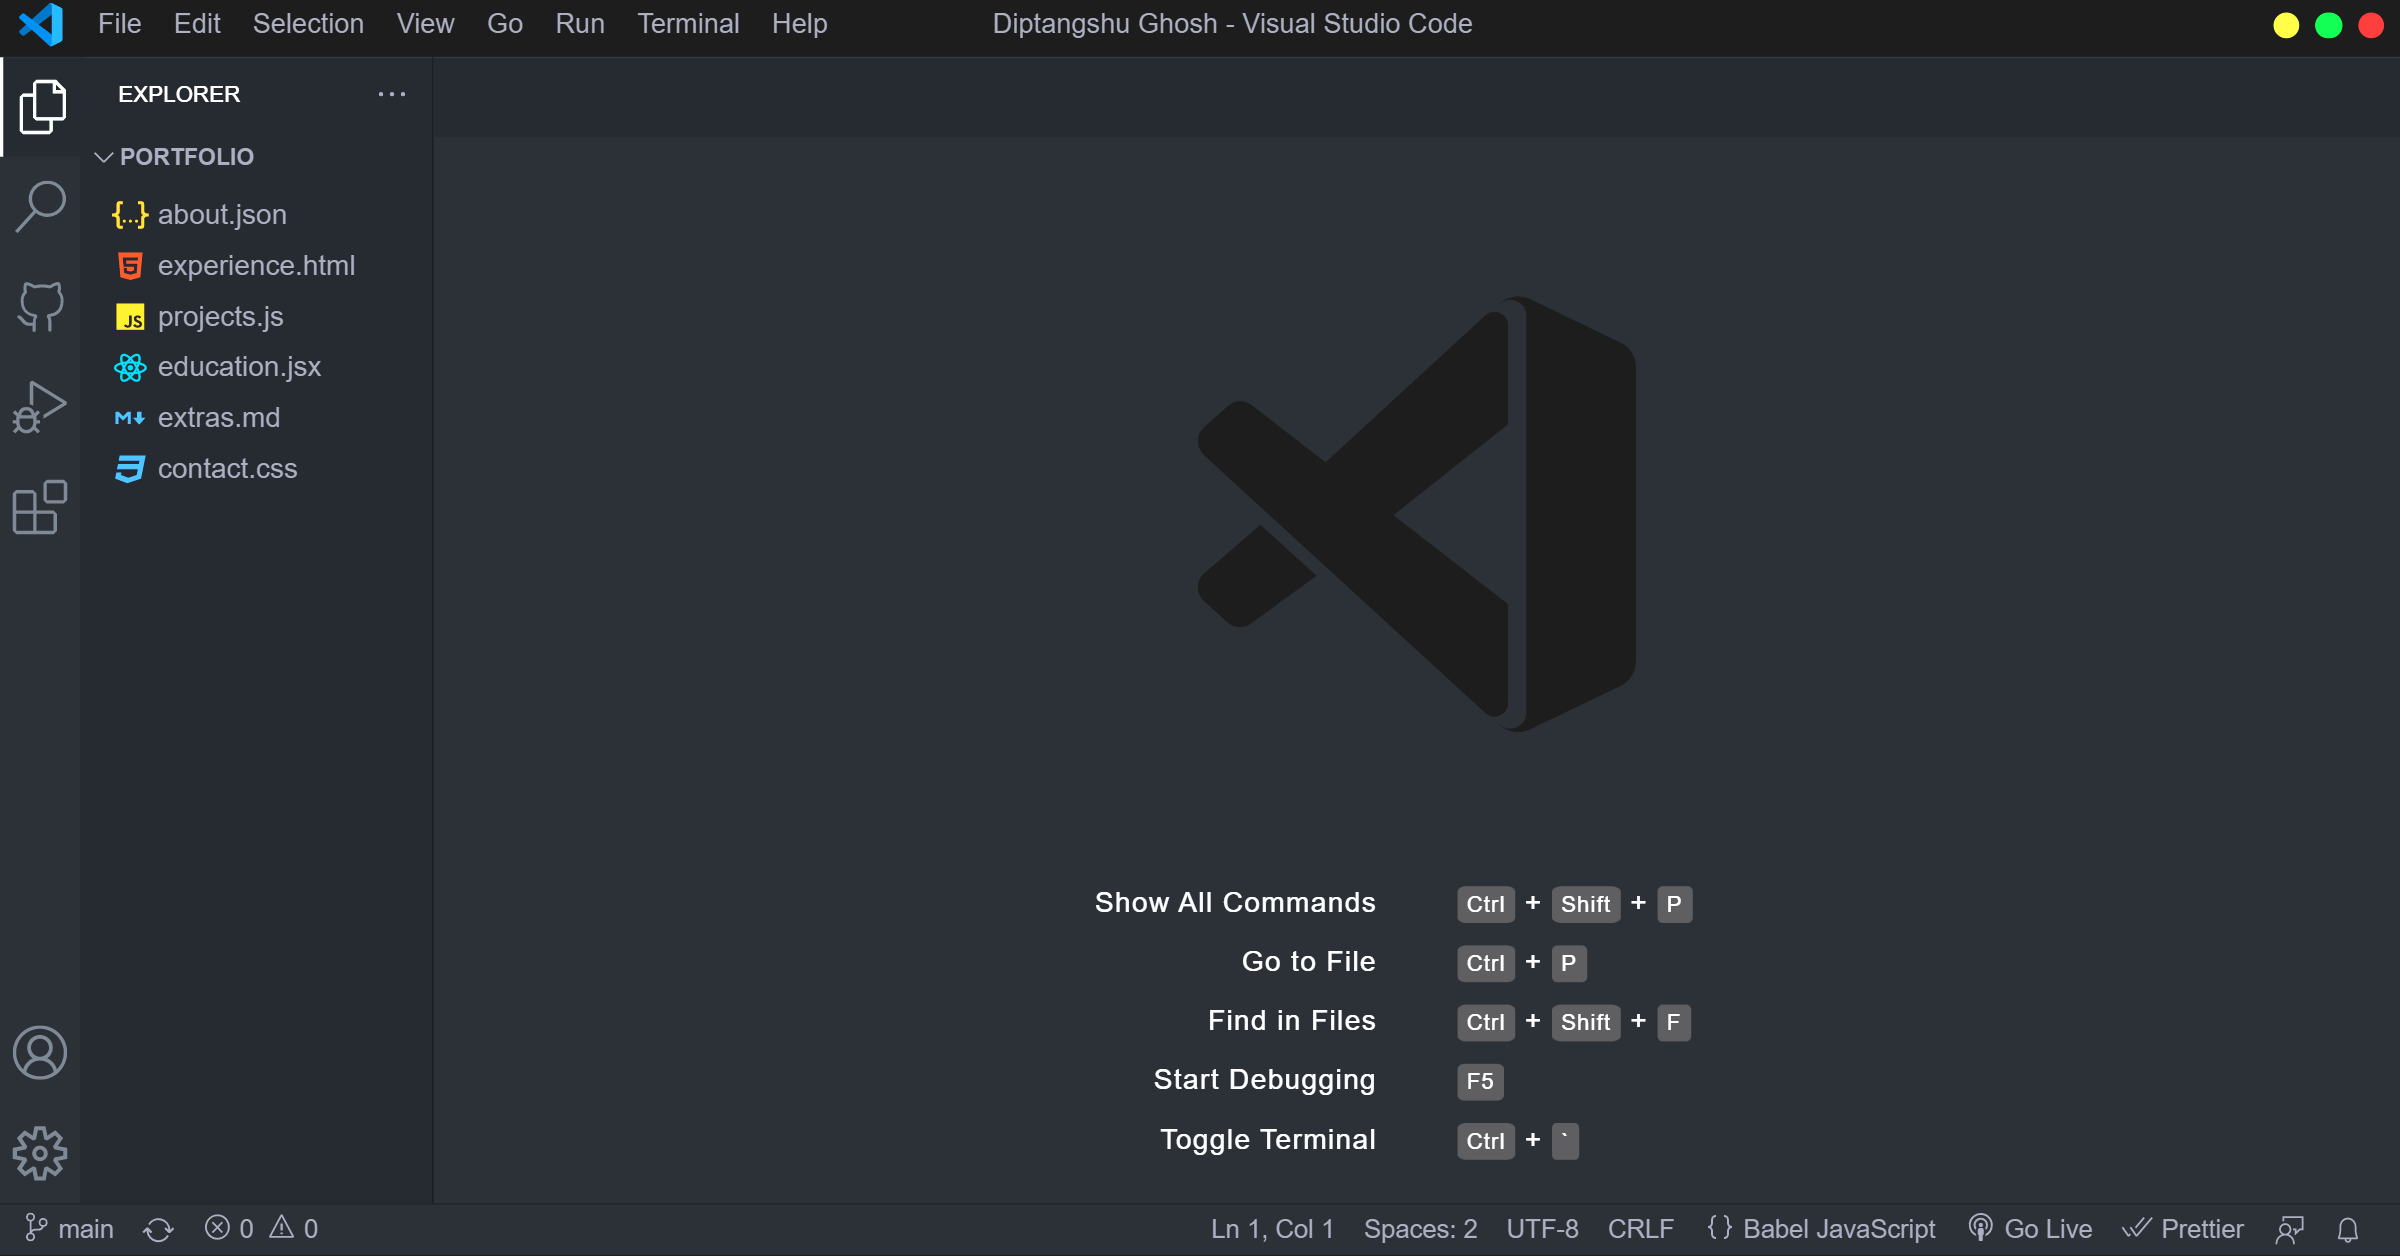 File Edit Selection View Go Run Terminal Help Diptangshu Ghosh - Visual Studio Code
EXPLORER ...
PORTFOLIO
{...} about.json
5 experience.html
JS projects.js
education.jsx
M extras.md
contact.css
Show All Commands Ctrl + Shift + P
Go to File Ctrl + P
Find in Files Ctrl + Shift + F
Start Debugging F5
Toggle Terminal Ctrl + `
main 0 0 Ln 1, Col 1 Spaces: 2 UTF-8 CRLF {} Babel JavaScript Go Live Prettier